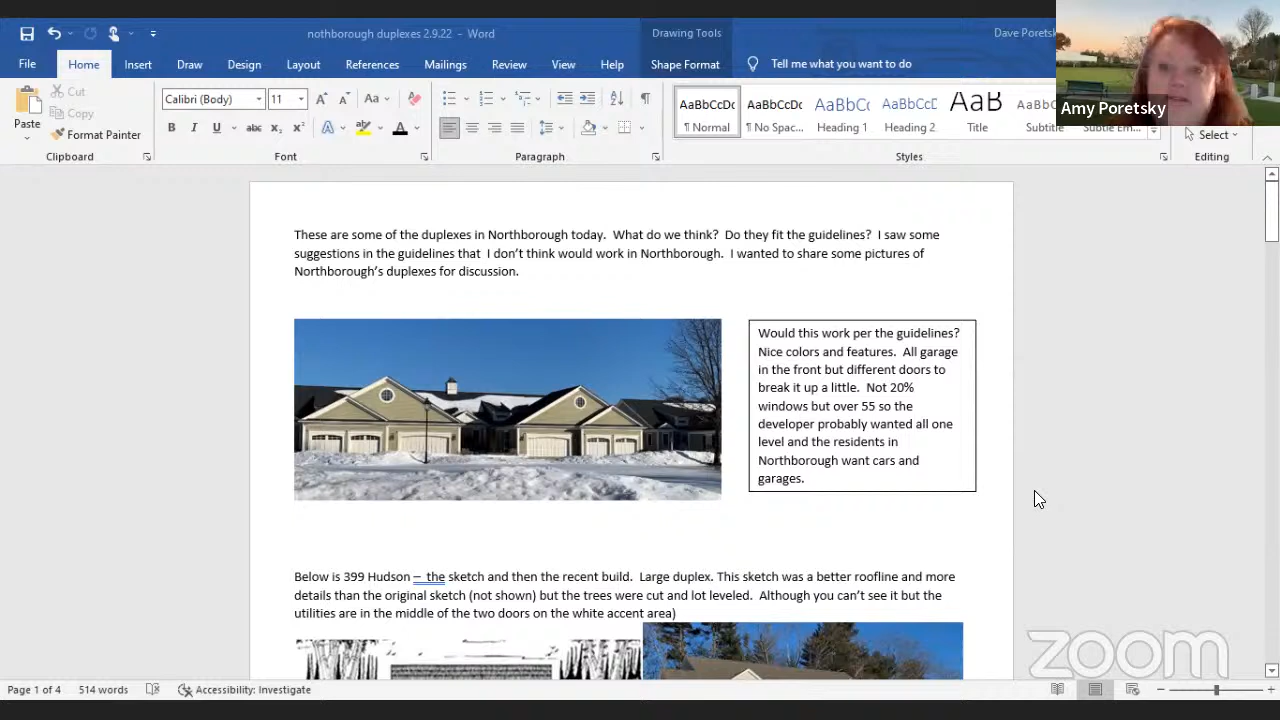 nothborough duplexes 2.9.22 - Word
Drawing Tools
Dave Poretsk
File Home Insert Draw Design Layout References Mailings Review View Help Shape Format Tell me what you want to do
Amy Poretsky
Paste
Cut
Copy
Format Painter
Clipboard
Calibri (Body) 11
Font
Paragraph
AaBbCcDc AaBbCcDc AaBbC( AaBbCcE AaB AaBbC
¶ Normal ¶ No Spac... Heading 1 Heading 2 Title Subtitle Subtle Em...
Styles
Select
Editing
These are some of the duplexes in Northborough today. What do we think? Do they fit the guidelines? I saw some
suggestions in the guidelines that I don't think would work in Northborough. I wanted to share some pictures of
Northborough's duplexes for discussion.
Would this work per the guidelines?
Nice colors and features. All garage
in the front but different doors to
break it up a little. Not 20%
windows but over 55 so the
developer probably wanted all one
level and the residents in
Northborough want cars and
garages.
Below is 399 Hudson – the sketch and then the recent build. Large duplex. This sketch was a better roofline and more
details than the original sketch (not shown) but the trees were cut and lot leveled. Although you can't see it but the
utilities are in the middle of the two doors on the white accent area)
zoom
Page 1 of 4 514 words Accessibility: Investigate